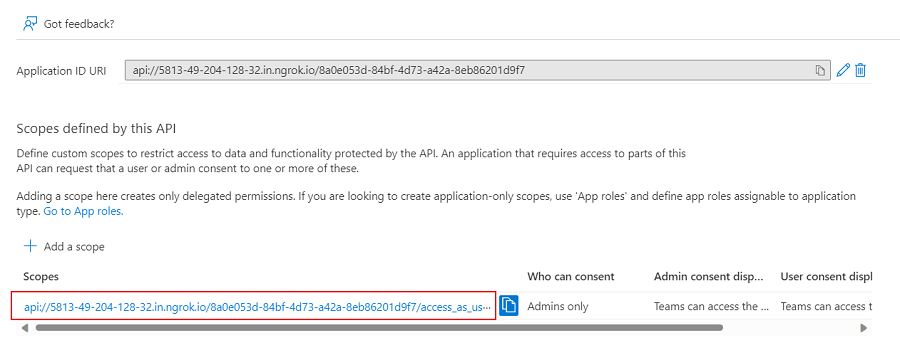 Got feedback?
Application ID URI api://5813-49-204-128-32.in.ngrok.io/8a0e053d-84bf-4d73-a42a-8eb86201d9f7
Scopes defined by this API
Define custom scopes to restrict access to data and functionality protected by the API. An application that requires access to parts of this
API can request that a user or admin consent to one or more of these.
Adding a scope here creates only delegated permissions. If you are looking to create application-only scopes, use 'App roles' and define app roles assignable to application
type. Go to App roles.
Add a scope
Scopes Who can consent Admin consent disp... User consent displ
api://5813-49-204-128-32.in.ngrok.io/8a0e053d-84bf-4d73-a42a-8eb86201d9f7/access_as_us... Admins only Teams can access the ... Teams can access t